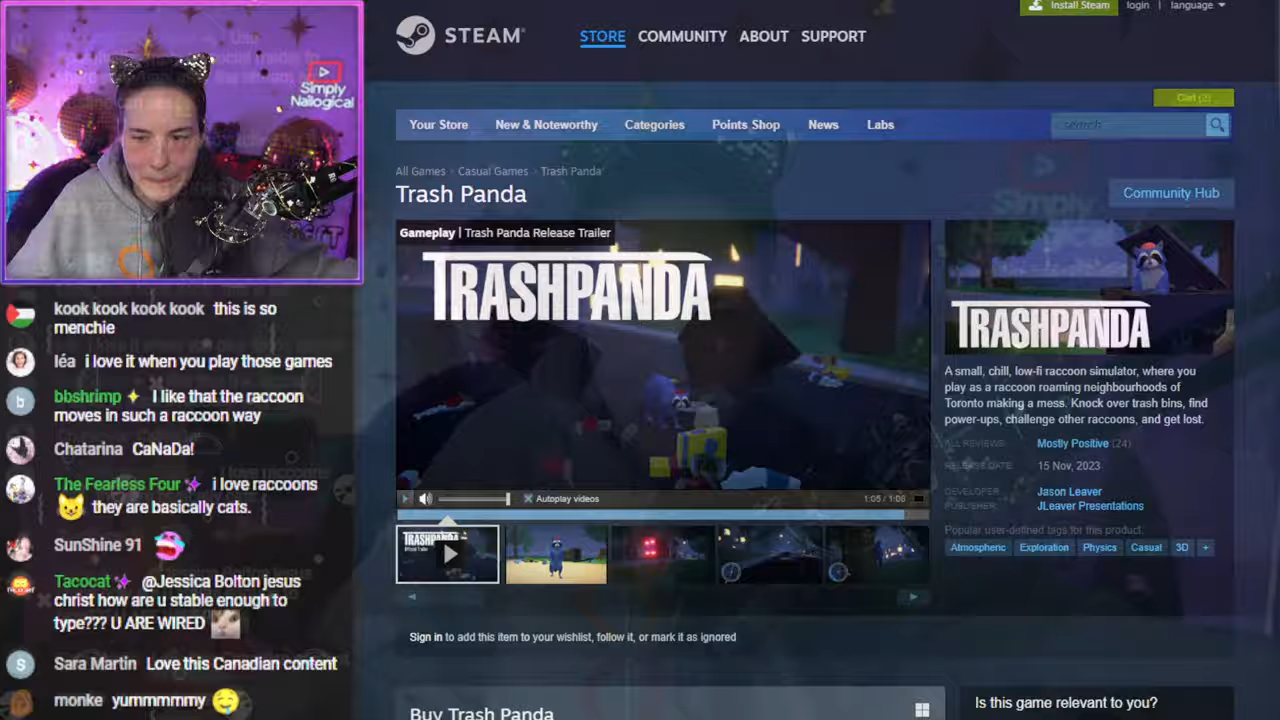 Simply
Nailogical
kook kook kook kook this is so
menchie
léa i love it when you play those games
bbshrimp I like that the raccoon
moves in such a raccoon way
Chatarina CaNaDa!
The Fearless Four i love raccoons
they are basically cats.
SunShine 91
Tacocat @Jessica Bolton jesus
christ how are u stable enough to
type??? U ARE WIRED
Sara Martin Love this Canadian content
monke yummmmmy
Install Steam login | language
STEAM
STORE COMMUNITY ABOUT SUPPORT
Cart (2)
Your Store New & Noteworthy Categories Points Shop News Labs search
All Games > Casual Games > Trash Panda
Trash Panda
Community Hub
Gameplay | Trash Panda Release Trailer
TRASHPANDA
Autoplay videos
1:05 / 1:08
TRASHPANDA
A small, chill, low-fi raccoon simulator, where you
play as a raccoon roaming neighbourhoods of
Toronto making a mess. Knock over trash bins, find
power-ups, challenge other raccoons, and get lost.
ALL REVIEWS: Mostly Positive (24)
RELEASE DATE: 15 Nov, 2023
DEVELOPER: Jason Leaver
PUBLISHER: JLeaver Presentations
Popular user-defined tags for this product:
Atmospheric Exploration Physics Casual 3D +
Sign in to add this item to your wishlist, follow it, or mark it as ignored
Buy Trash Panda
Is this game relevant to you?